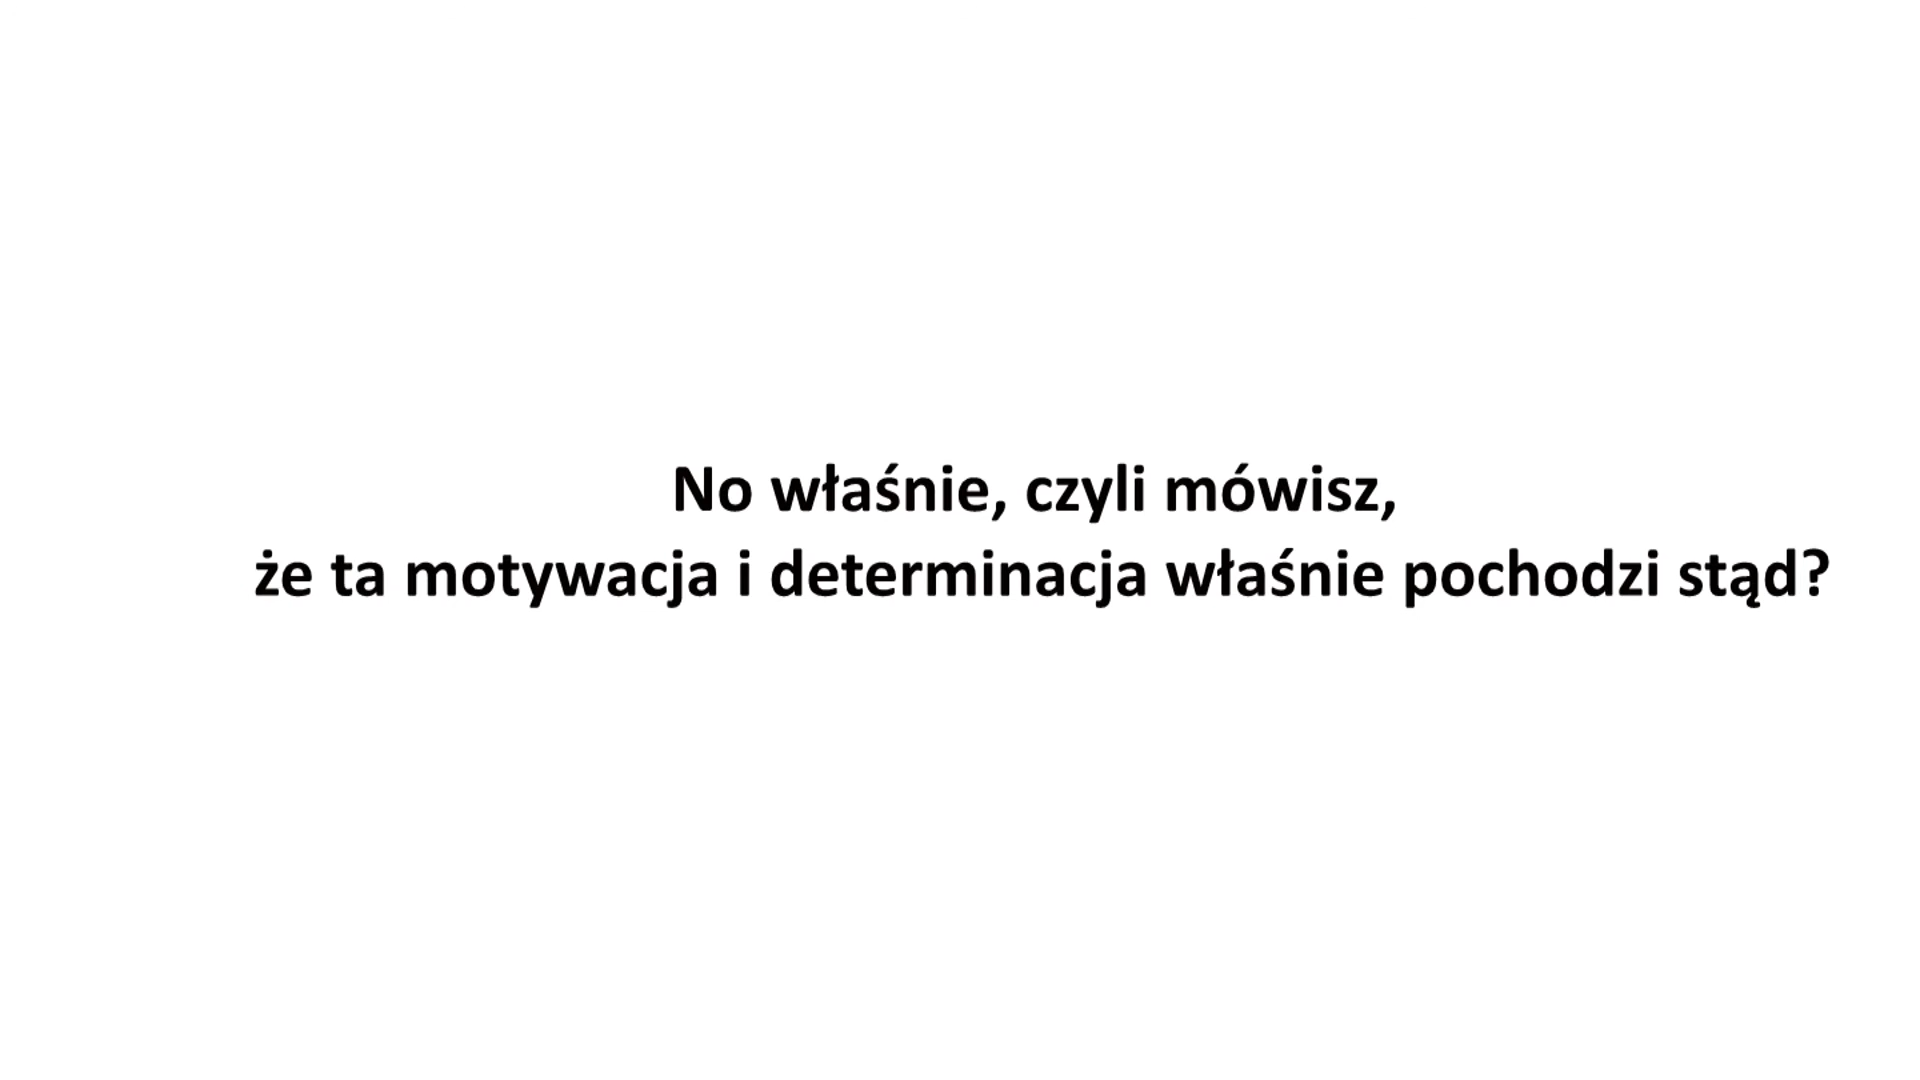 No właśnie, czyli mówisz,
że ta motywacja i determinacja właśnie pochodzi stąd?